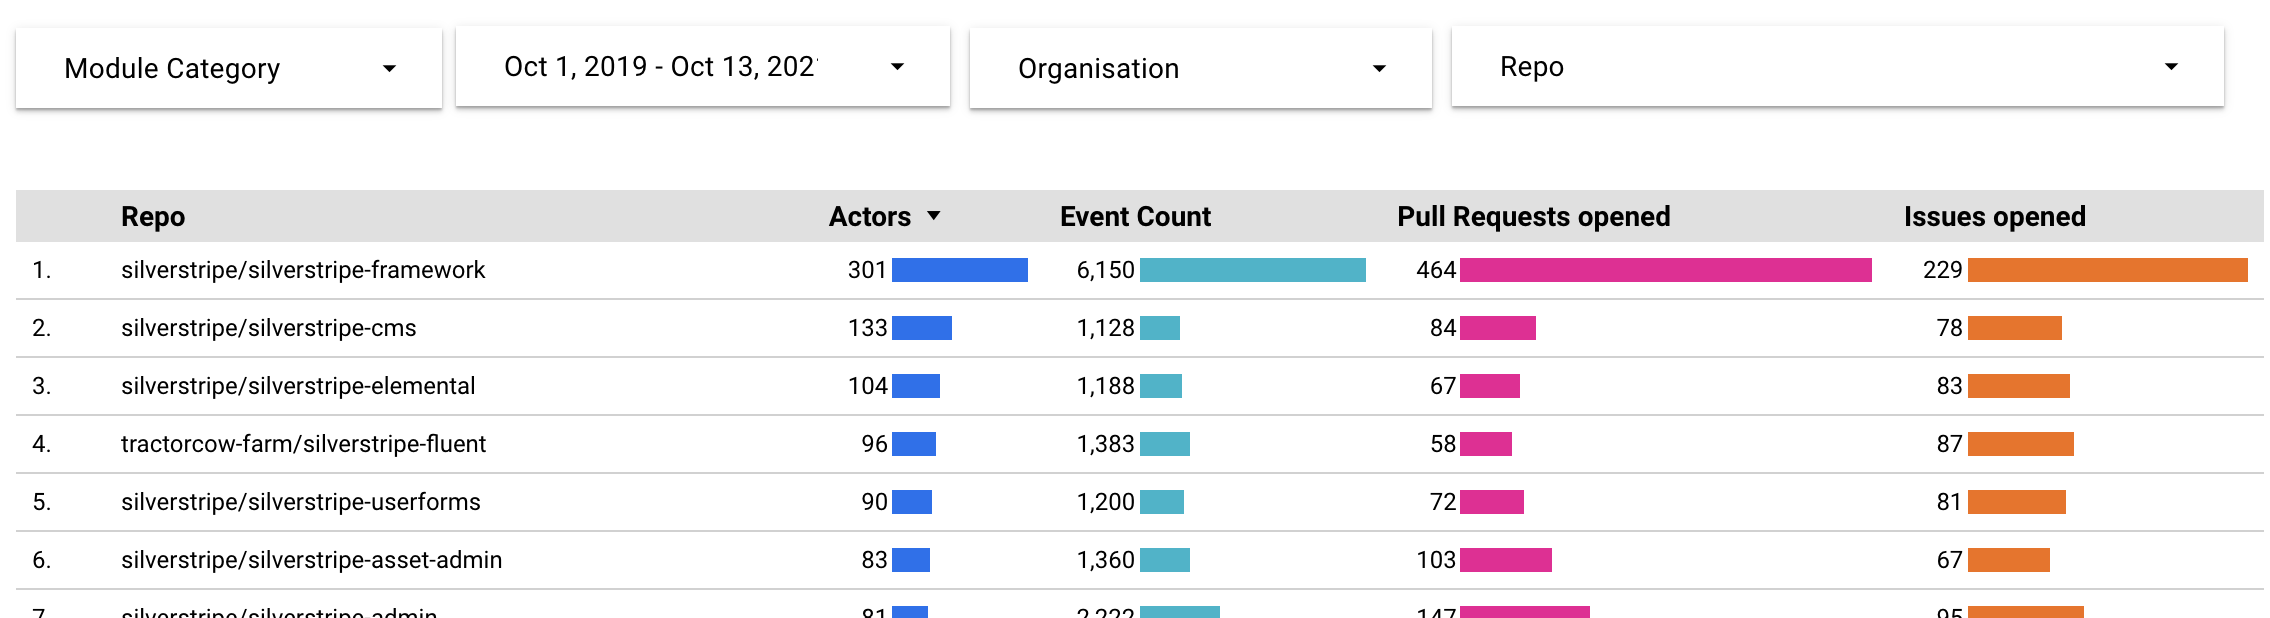 Module Category
Oct 1, 2019 - Oct 13, 202
Organisation
Repo
Repo Actors Event Count Pull Requests opened Issues opened
1. silverstripe/silverstripe-framework 301 6,150 464 229
2. silverstripe/silverstripe-cms 133 1,128 84 78
3. silverstripe/silverstripe-elemental 104 1,188 67 83
4. tractorcow-farm/silverstripe-fluent 96 1,383 58 87
5. silverstripe/silverstripe-userforms 90 1,200 72 81
6. silverstripe/silverstripe-asset-admin 83 1,360 103 67
7. silverstripe/silverstripe-admin 81 2,222 147 95